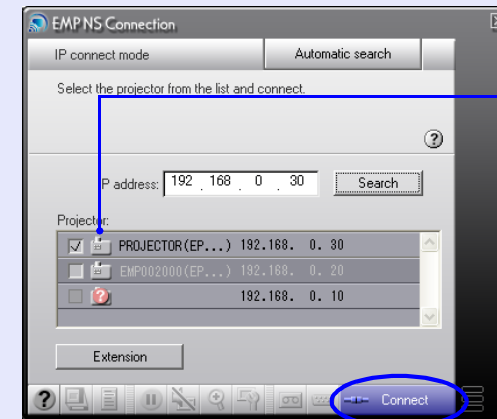 EMP NS Connection
IP connect mode
Automatic search
Select the projector from the list and connect.
IP address: 192 . 168 . 0 . 30 Search
Projector:
PROJECTOR(EP...) 192.168. 0. 30
EMP002000(EP...) 192.168. 0. 20
192.168. 0. 10
Extension
Connect